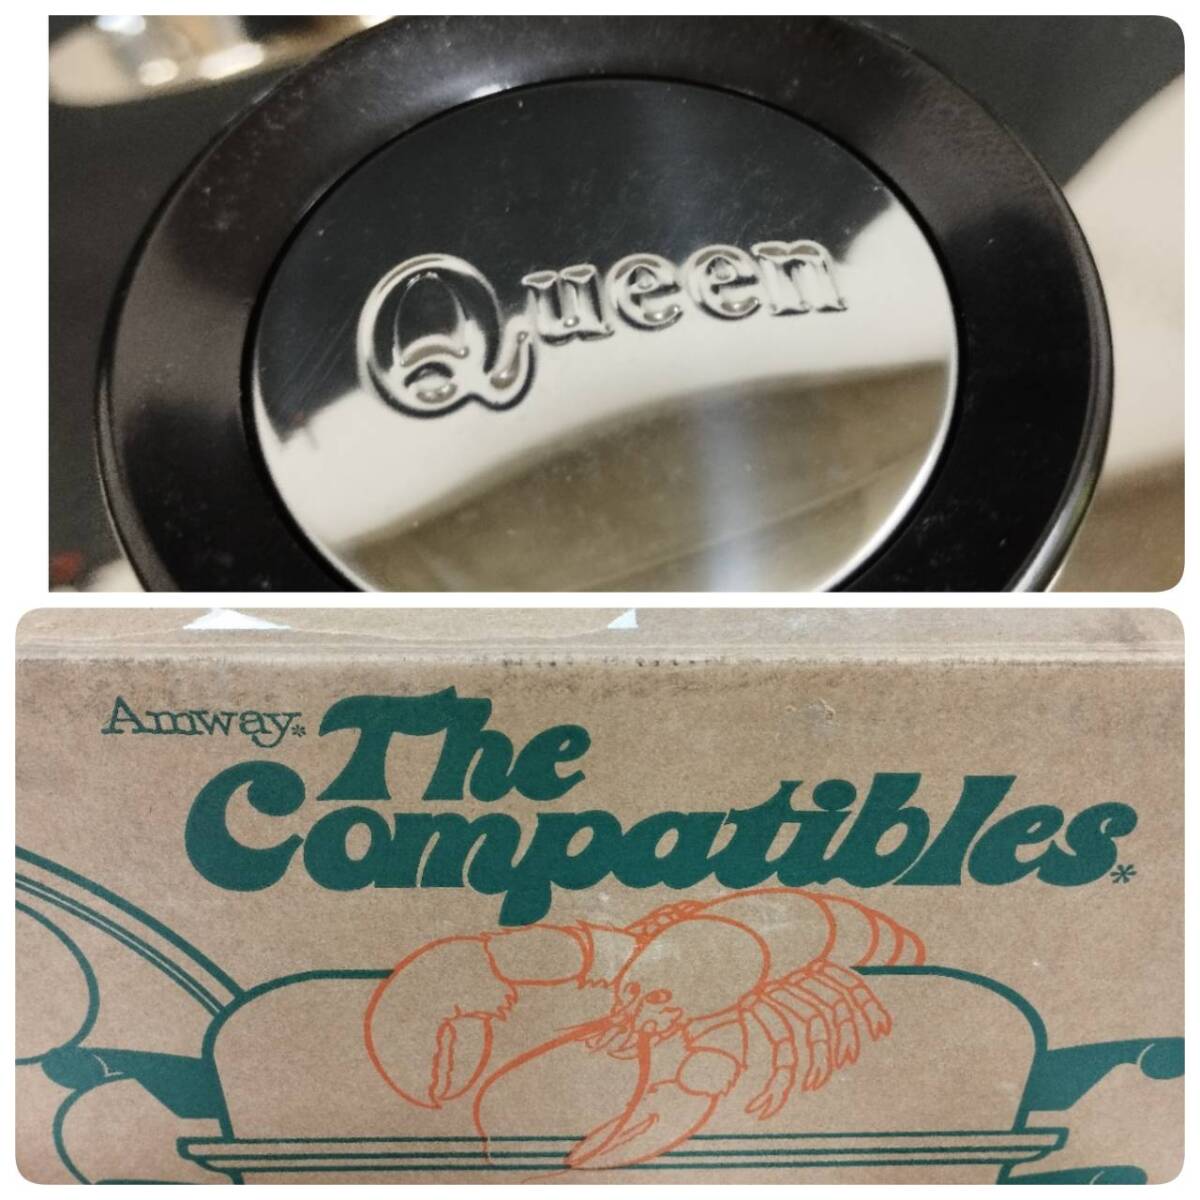 Queen
Amway*
The
Compatibles*